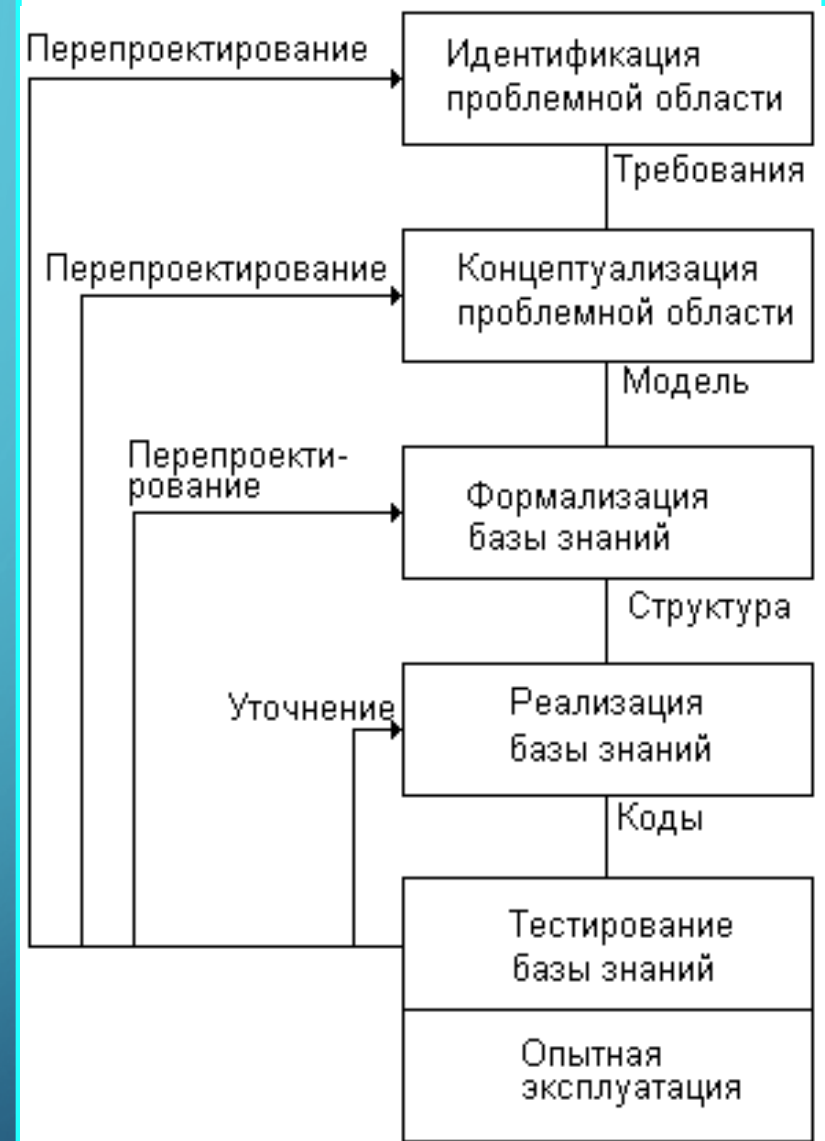 Перепроектирование
Идентификация
проблемной области
Требования
Перепроектирование
Концептуализация
проблемной области
Модель
Перепроекти-
рование
Формализация
базы знаний
Структура
Уточнение
Реализация
базы знаний
Коды
Тестирование
базы знаний
Опытная
эксплуатация